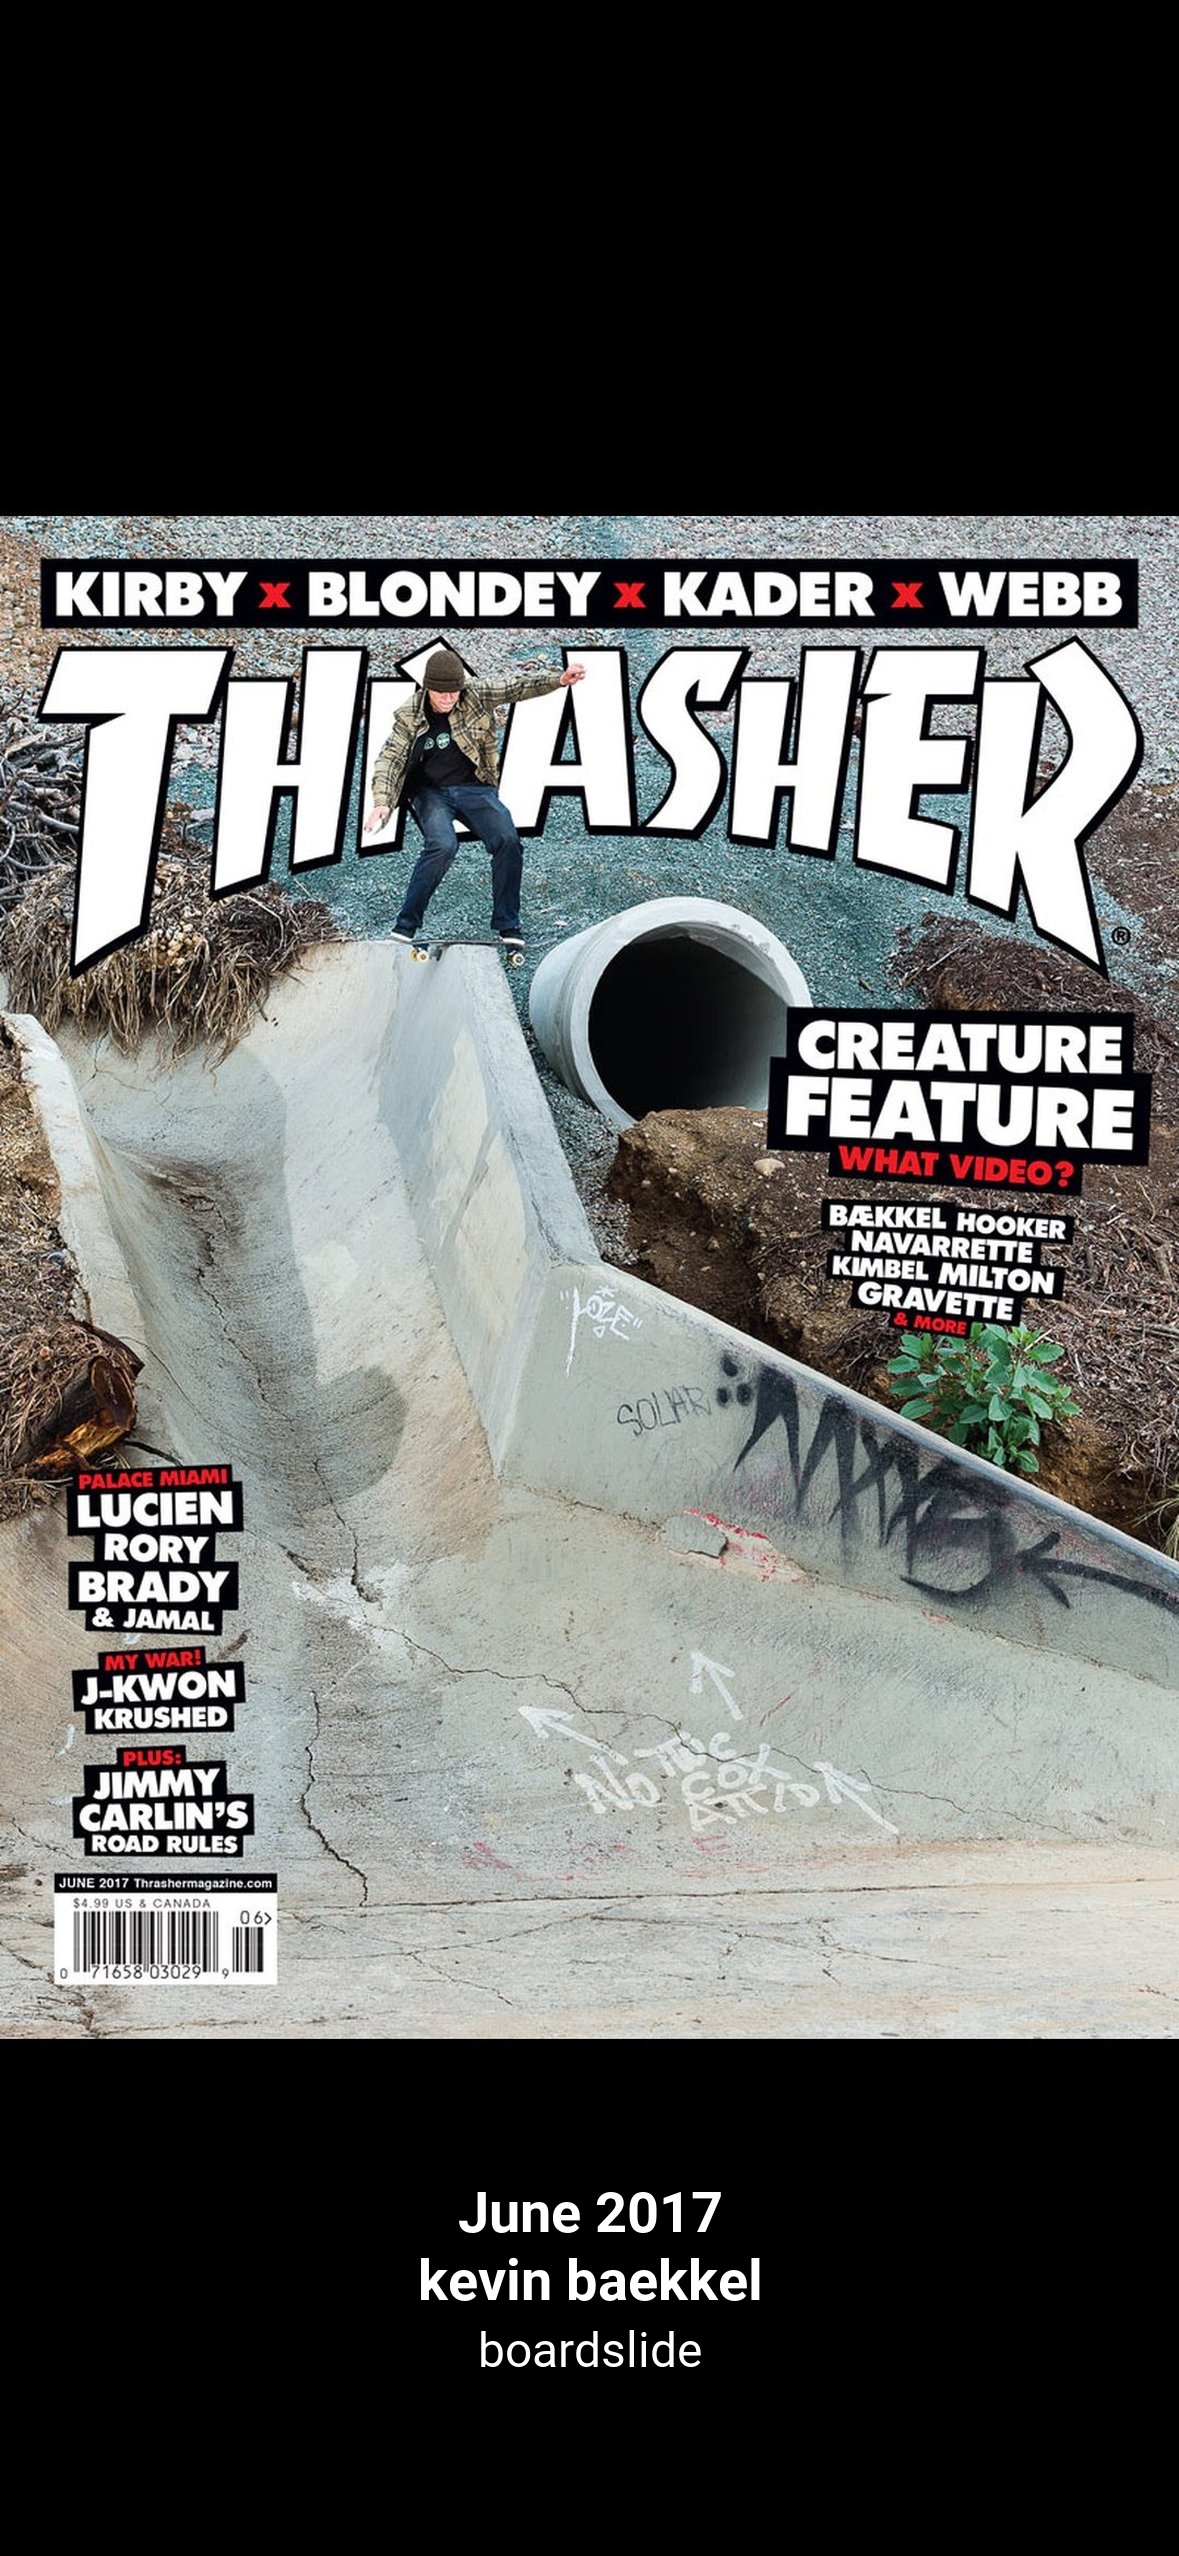 KIRBY x BLONDEY x KADER x WEBB
THRASHER®
CREATURE
FEATURE
WHAT VIDEO?
BÆKKEL HOOKER
NAVARRETTE
KIMBEL MILTON
GRAVETTE
& MORE
SOLAR
PALACE MIAMI
LUCIEN
RORY
BRADY
& JAMAL
MY WAR!
J-KWON
KRUSHED
PLUS:
JIMMY
CARLIN'S
ROAD RULES
NO
JUNE 2017 Thrashermagazine.com
$4.99 US & CANADA
06>
0 71658 03029 9
June 2017
kevin baekkel
boardslide